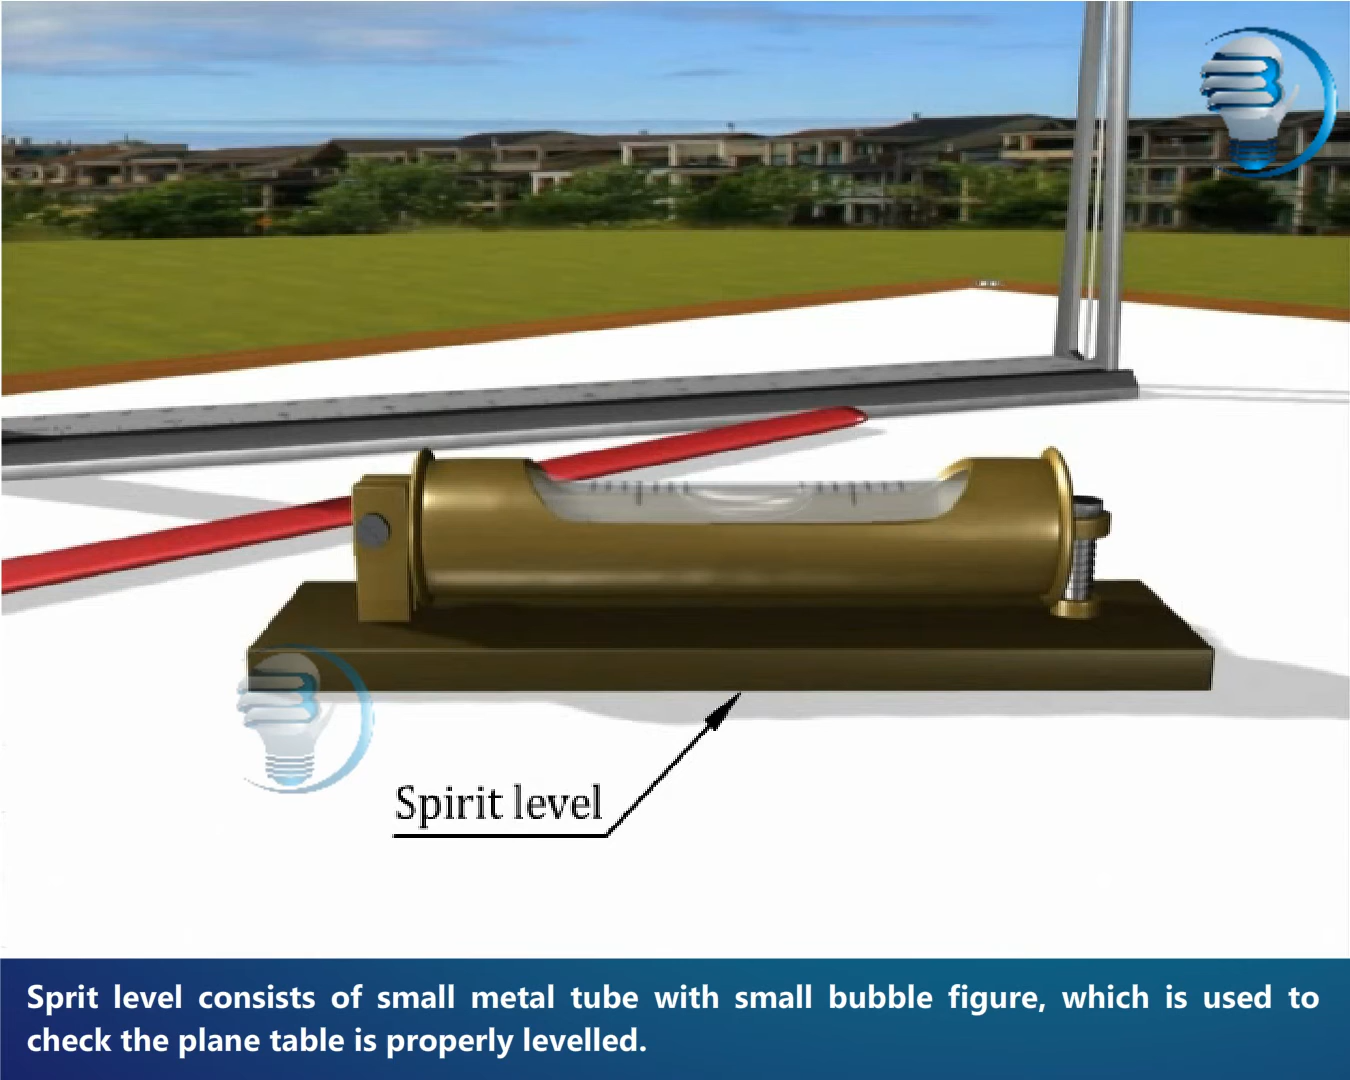 Spirit level
Sprit level consists of small metal tube with small bubble figure, which is used to
check the plane table is properly levelled.